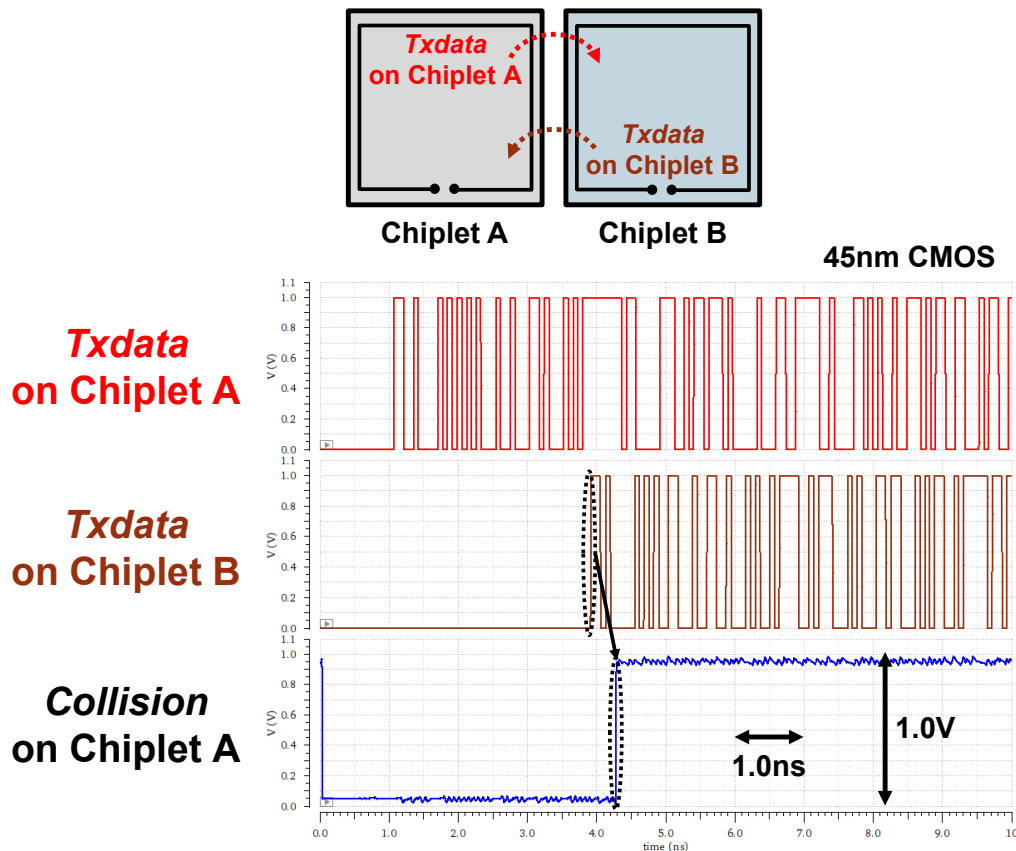 Txdata
on Chiplet A
Txdata
on Chiplet B
Chiplet A
Chiplet B
45nm CMOS
Txdata
on Chiplet A
V (V)
1.1
1.0
0.8
0.6
0.4
0.2
0.0
Txdata
on Chiplet B
V (V)
1.1
1.0
0.8
0.6
0.4
0.2
0.0
Collision
on Chiplet A
V (V)
1.1
1.0
0.8
0.6
0.4
0.2
0.0
1.0ns
1.0V
0.0 1.0 2.0 3.0 4.0 5.0 6.0 7.0 8.0 9.0 10
time (ns)